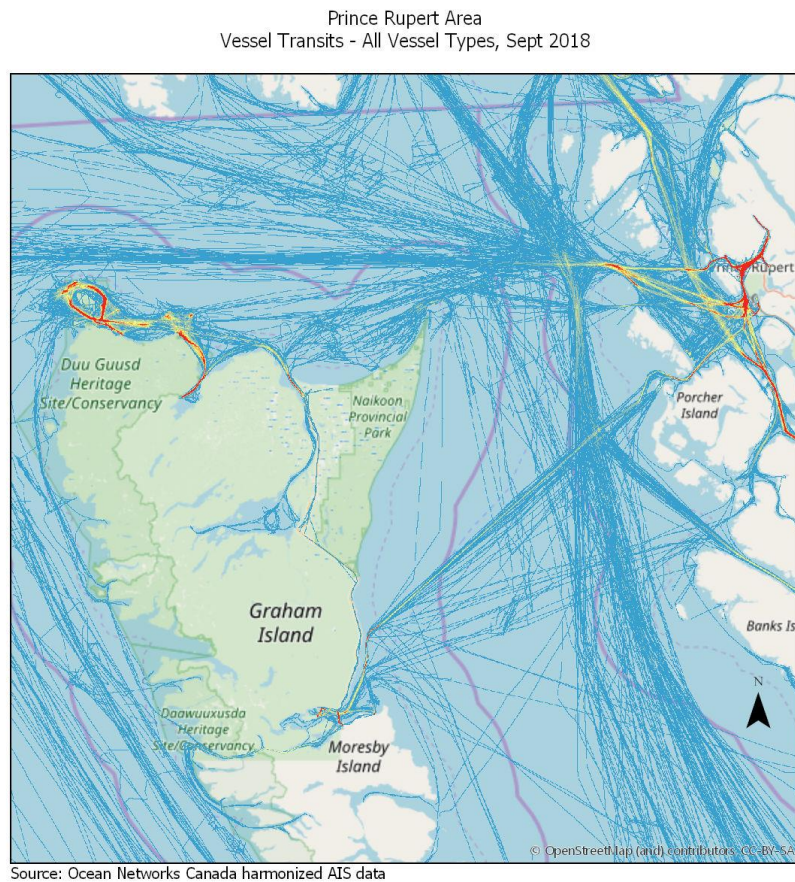 Prince Rupert Area
Vessel Transits - All Vessel Types, Sept 2018
Rupert
Duu Guusd
Heritage
Site/Conservancy
Naikoon
Provincial
Park
Porcher
Island
Graham
Island
Banks Is
N
Daawuuxusda
Heritage
Site/Conservancy
Moresby
Island
© OpenStreetMap (and) contributors, CC-BY-SA
Source: Ocean Networks Canada harmonized AIS data